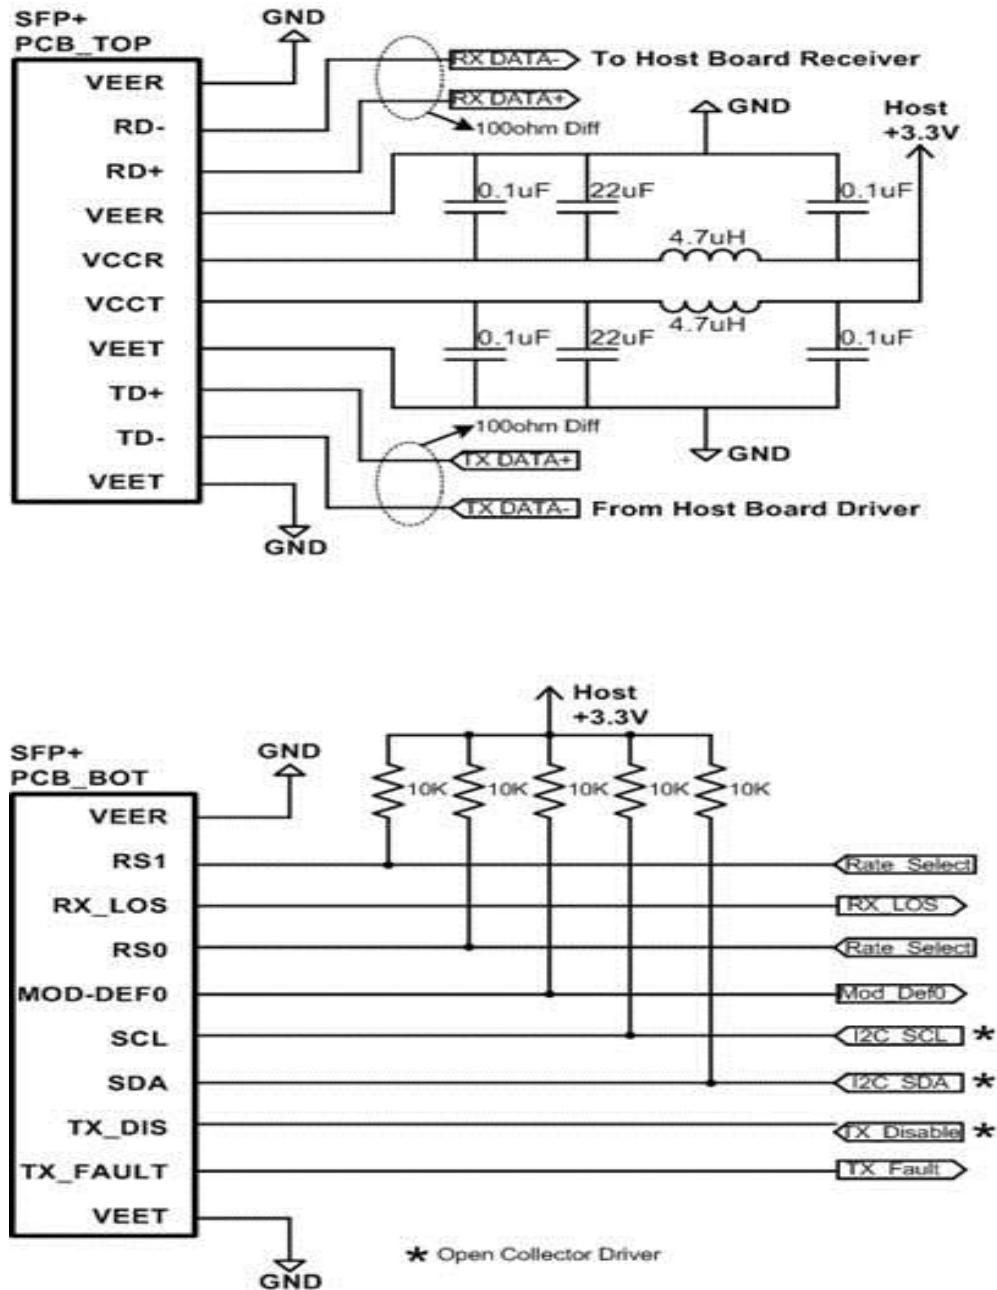 SFP+
PCB_TOP
GND
VEER
RD-
RD+
VEER
VCCR
VCCT
VEET
TD+
TD-
VEET
GND
RX DATA-
To Host Board Receiver
RX DATA+
100ohm Diff
GND
Host
+3.3V
0.1uF
22uF
0.1uF
4.7uH
4.7uH
0.1uF
22uF
0.1uF
100ohm Diff
GND
TX DATA+
TX DATA-
From Host Board Driver
SFP+
PCB_BOT
GND
Host
+3.3V
10K
10K
10K
10K
10K
VEER
RS1
RX_LOS
RS0
MOD-DEF0
SCL
SDA
TX_DIS
TX_FAULT
VEET
GND
Rate_Select
RX_LOS
Rate_Select
Mod_Def0
I2C_SCL *
I2C_SDA *
TX_Disable *
TX_Fault
* Open Collector Driver